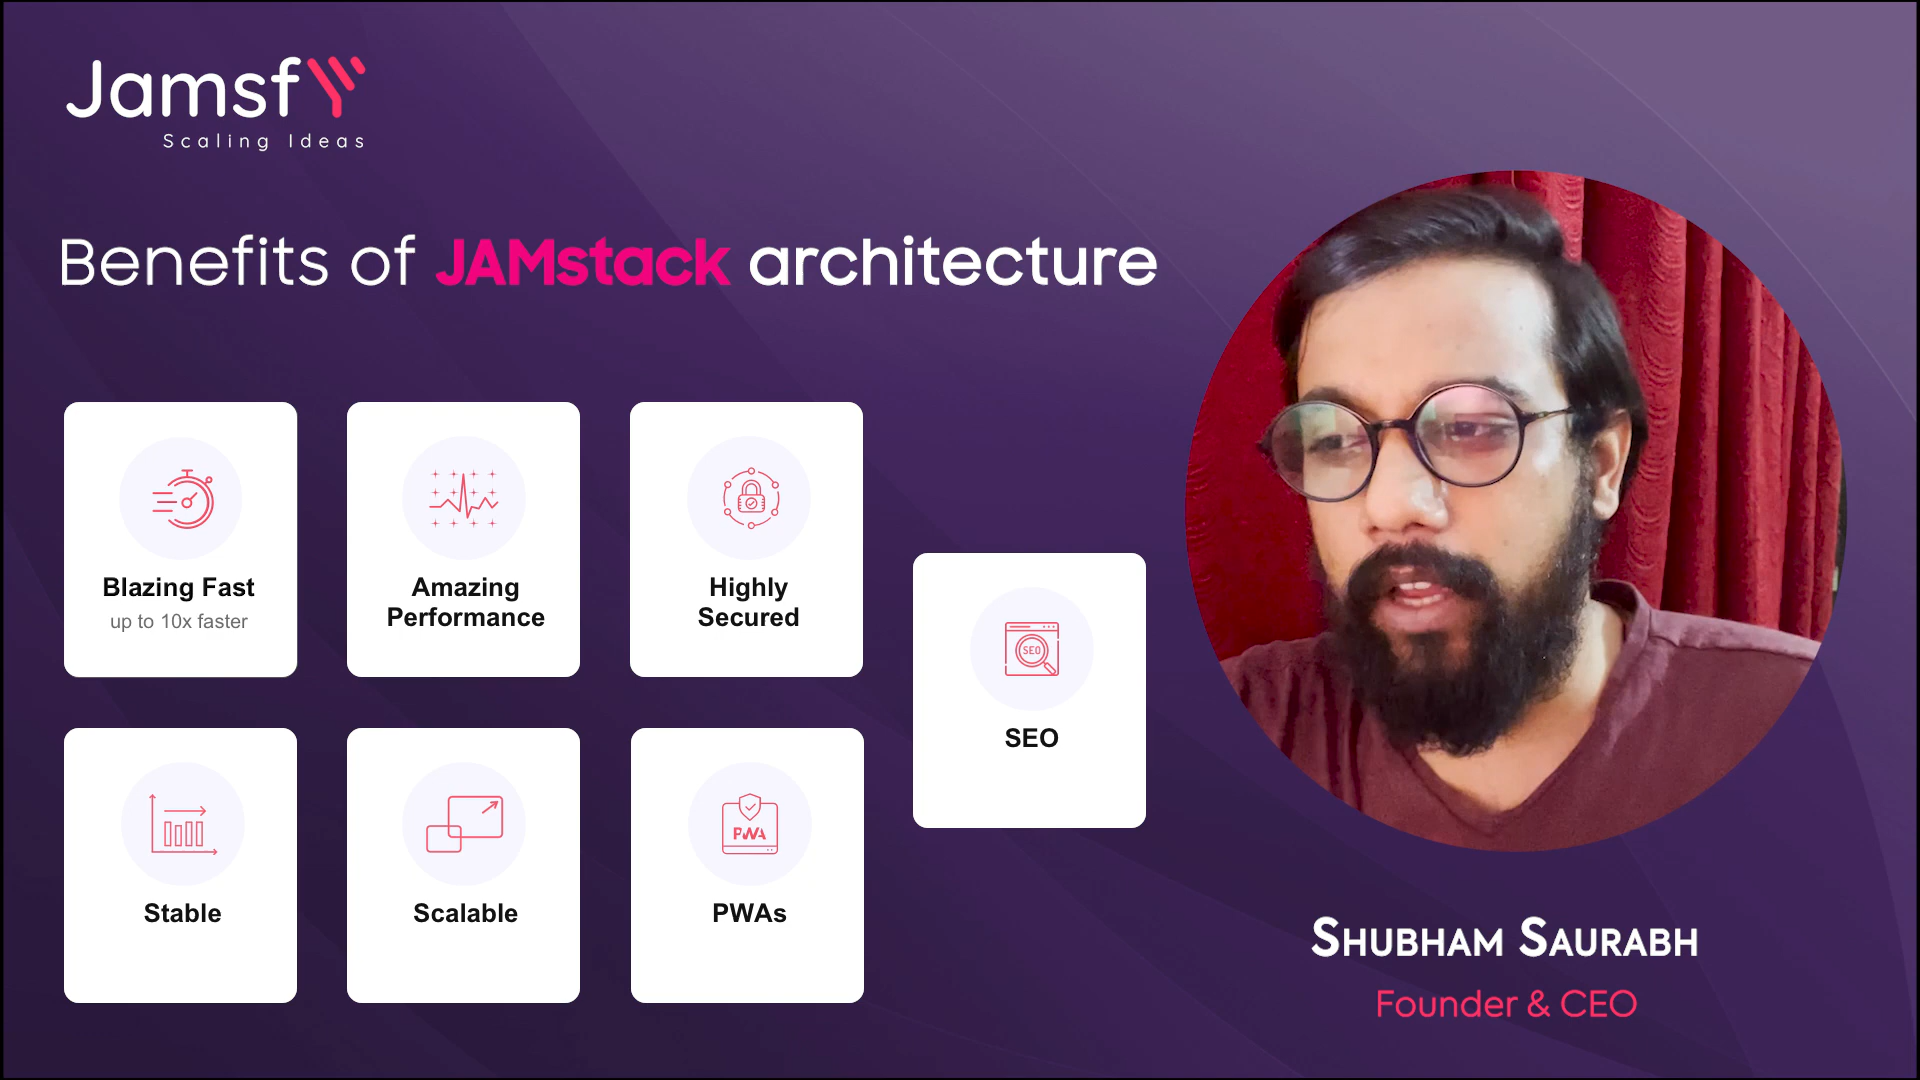 Jamsfy
Scaling Ideas
Benefits of JAMstack architecture
Blazing Fast
up to 10x faster
Amazing
Performance
Highly
Secured
SEO
SEO
Stable
Scalable
PWA
PWAs
Shubham Saurabh
Founder & CEO